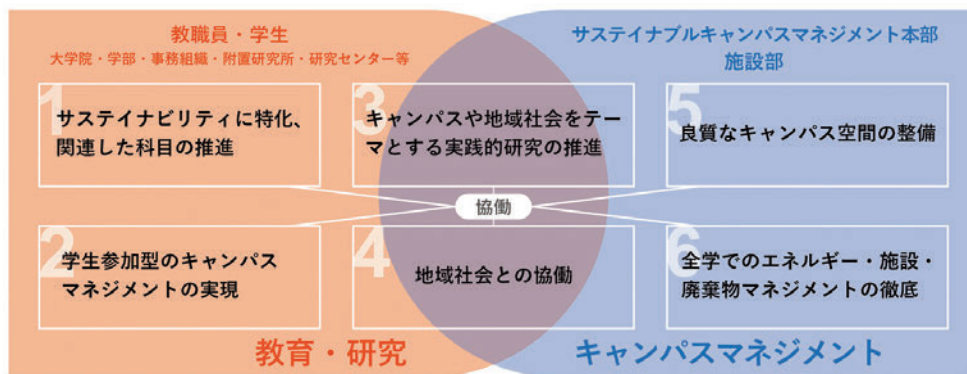 教職員・学生
大学院・学部・事務組織・附置研究所・研究センター等
サステイナブルキャンパスマネジメント本部
施設部
1
サステイナビリティに特化、
関連した科目の推進
3
キャンパスや地域社会をテー
マとする実践的研究の推進
5
良質なキャンパス空間の整備
協働
2
学生参加型のキャンパス
マネジメントの実現
4
地域社会との協働
6
全学でのエネルギー・施設・
廃棄物マネジメントの徹底
教育・研究
キャンパスマネジメント